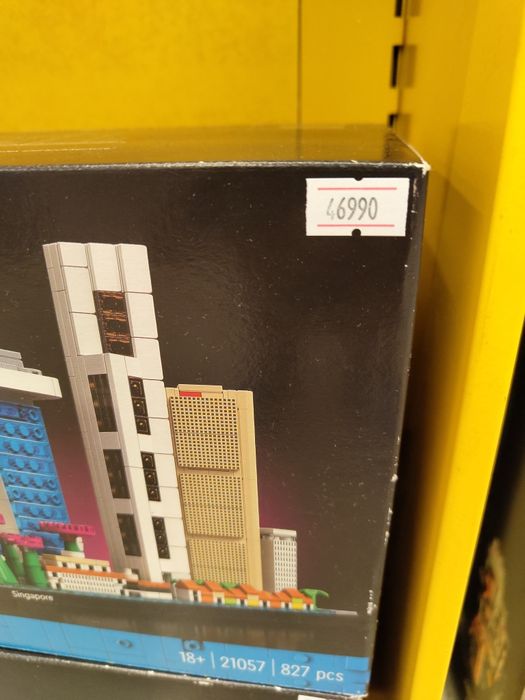 46990
Singapore
18+ | 21057 | 827 pcs